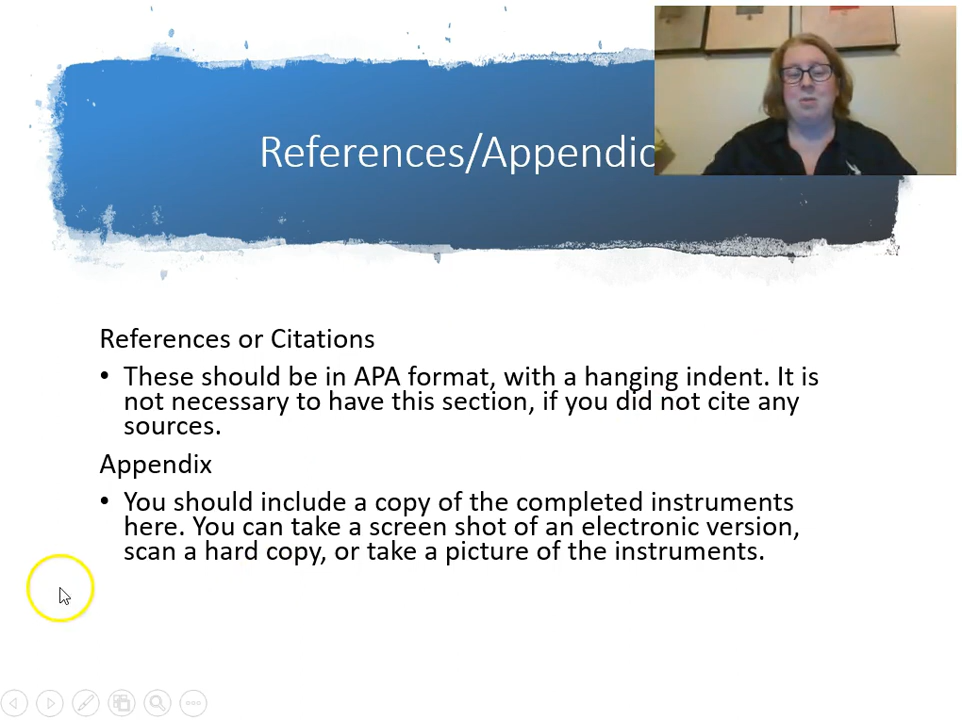 References/Appendic
References or Citations
• These should be in APA format, with a hanging indent. It is
not necessary to have this section, if you did not cite any
sources.
Appendix
• You should include a copy of the completed instruments
here. You can take a screen shot of an electronic version,
scan a hard copy, or take a picture of the instruments.